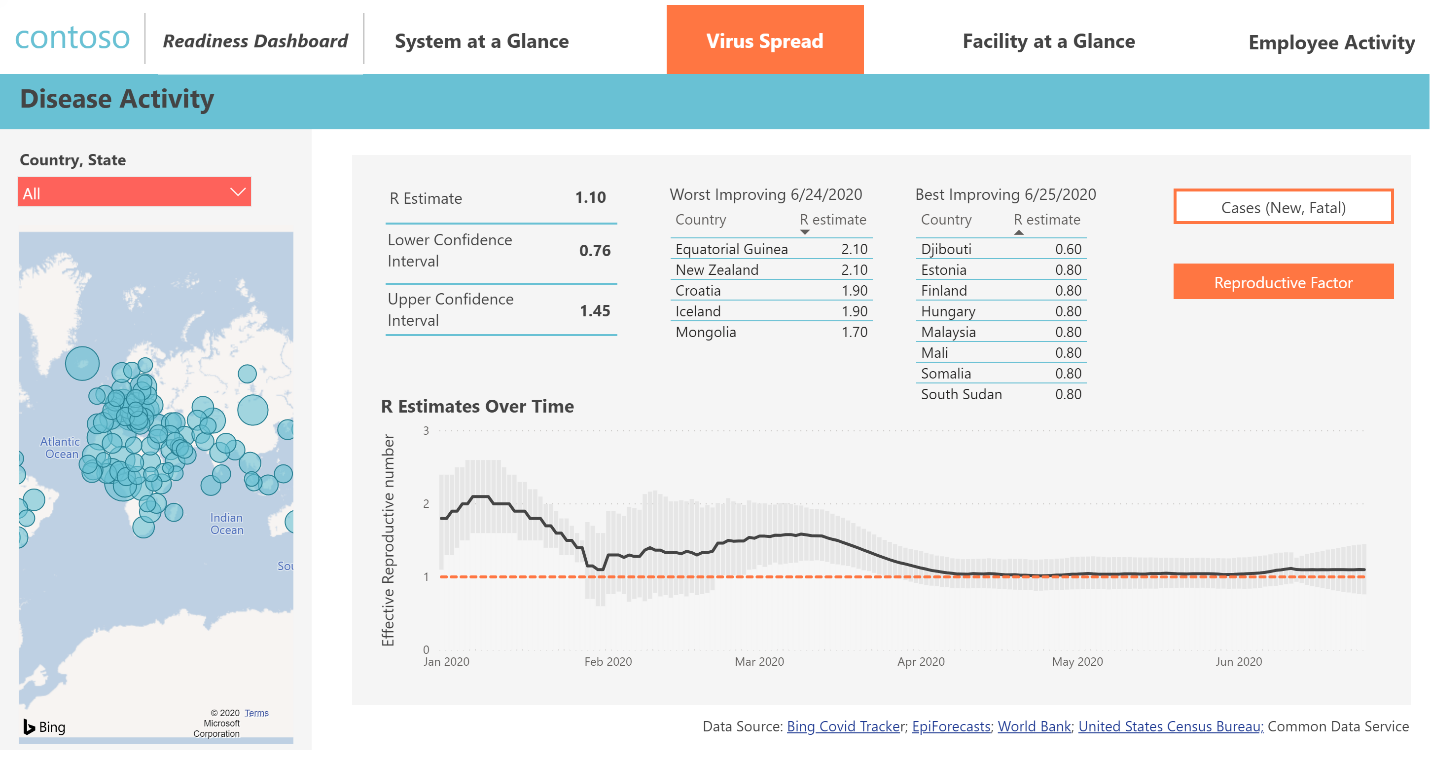 contoso
Readiness Dashboard
System at a Glance
Virus Spread
Facility at a Glance
Employee Activity
Disease Activity
Country, State
All
Atlantic
Ocean
Indian
Ocean
Sou
Bing
© 2020 Terms
Microsoft
Corporation
R Estimate 1.10
Lower Confidence
Interval
0.76
Upper Confidence
Interval
1.45
Worst Improving 6/24/2020
Country R estimate
Equatorial Guinea 2.10
New Zealand 2.10
Croatia 1.90
Iceland 1.90
Mongolia 1.70
Best Improving 6/25/2020
Country R estimate
Djibouti 0.60
Estonia 0.80
Finland 0.80
Hungary 0.80
Malaysia 0.80
Mali 0.80
Somalia 0.80
South Sudan 0.80
Cases (New, Fatal)
Reproductive Factor
R Estimates Over Time
Effective Reproductive number
3
2
1
0
Jan 2020 Feb 2020 Mar 2020 Apr 2020 May 2020 Jun 2020
Data Source: Bing Covid Tracker; EpiForecasts; World Bank; United States Census Bureau; Common Data Service